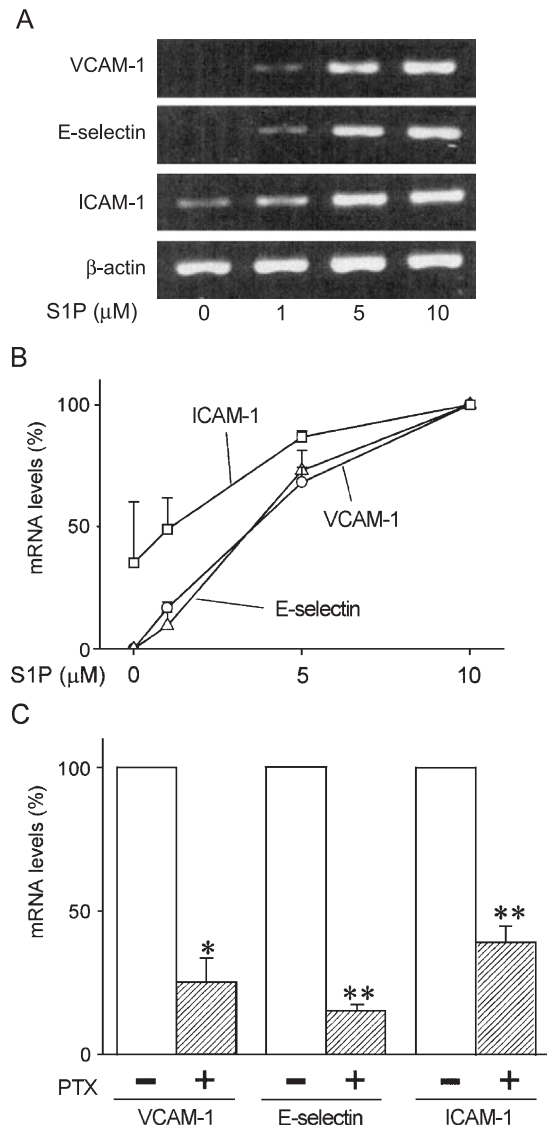 A
VCAM-1
E-selectin
ICAM-1
β-actin
S1P (μM) 0 1 5 10
B
mRNA levels (%)
100
50
0
ICAM-1
VCAM-1
E-selectin
S1P (μM) 0 5 10
C
mRNA levels (%)
100
50
0
* ** **
PTX − + − + − +
VCAM-1 E-selectin ICAM-1